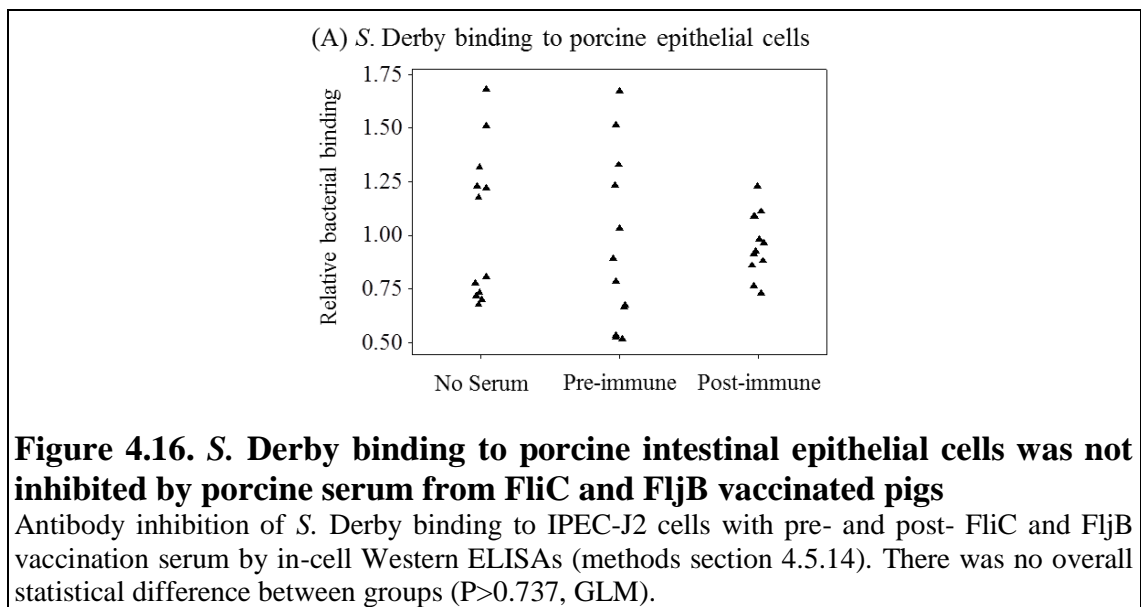 (A) S. Derby binding to porcine epithelial cells
Relative bacterial binding
1.75
1.50
1.25
1.00
0.75
0.50
No Serum Pre-immune Post-immune
Figure 4.16. S. Derby binding to porcine intestinal epithelial cells was not
inhibited by porcine serum from FliC and FljB vaccinated pigs
Antibody inhibition of S. Derby binding to IPEC-J2 cells with pre- and post- FliC and FljB
vaccination serum by in-cell Western ELISAs (methods section 4.5.14). There was no overall
statistical difference between groups (P>0.737, GLM).